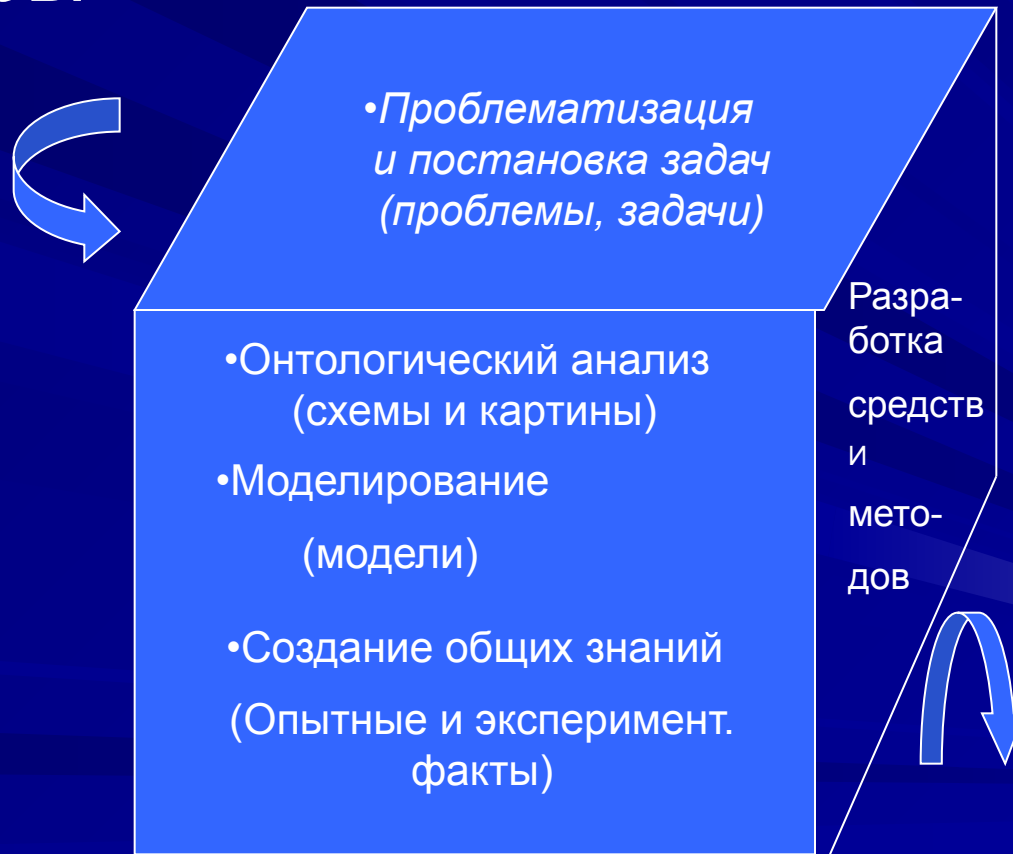 •Проблематизация
и постановка задач
(проблемы, задачи)
•Онтологический анализ
(схемы и картины)
•Моделирование
(модели)
•Создание общих знаний
(Опытные и эксперимент.
факты)
Разра-
ботка
средств
и
мето-
дов